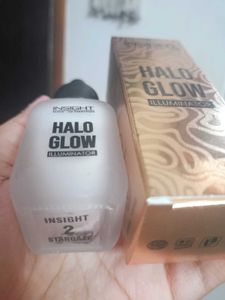 INSIGHT
HALO
GLOW
ILLUMINATOR
INSIGHT
2
STARGAZE
HALO
GLOW
ILLUMINATOR